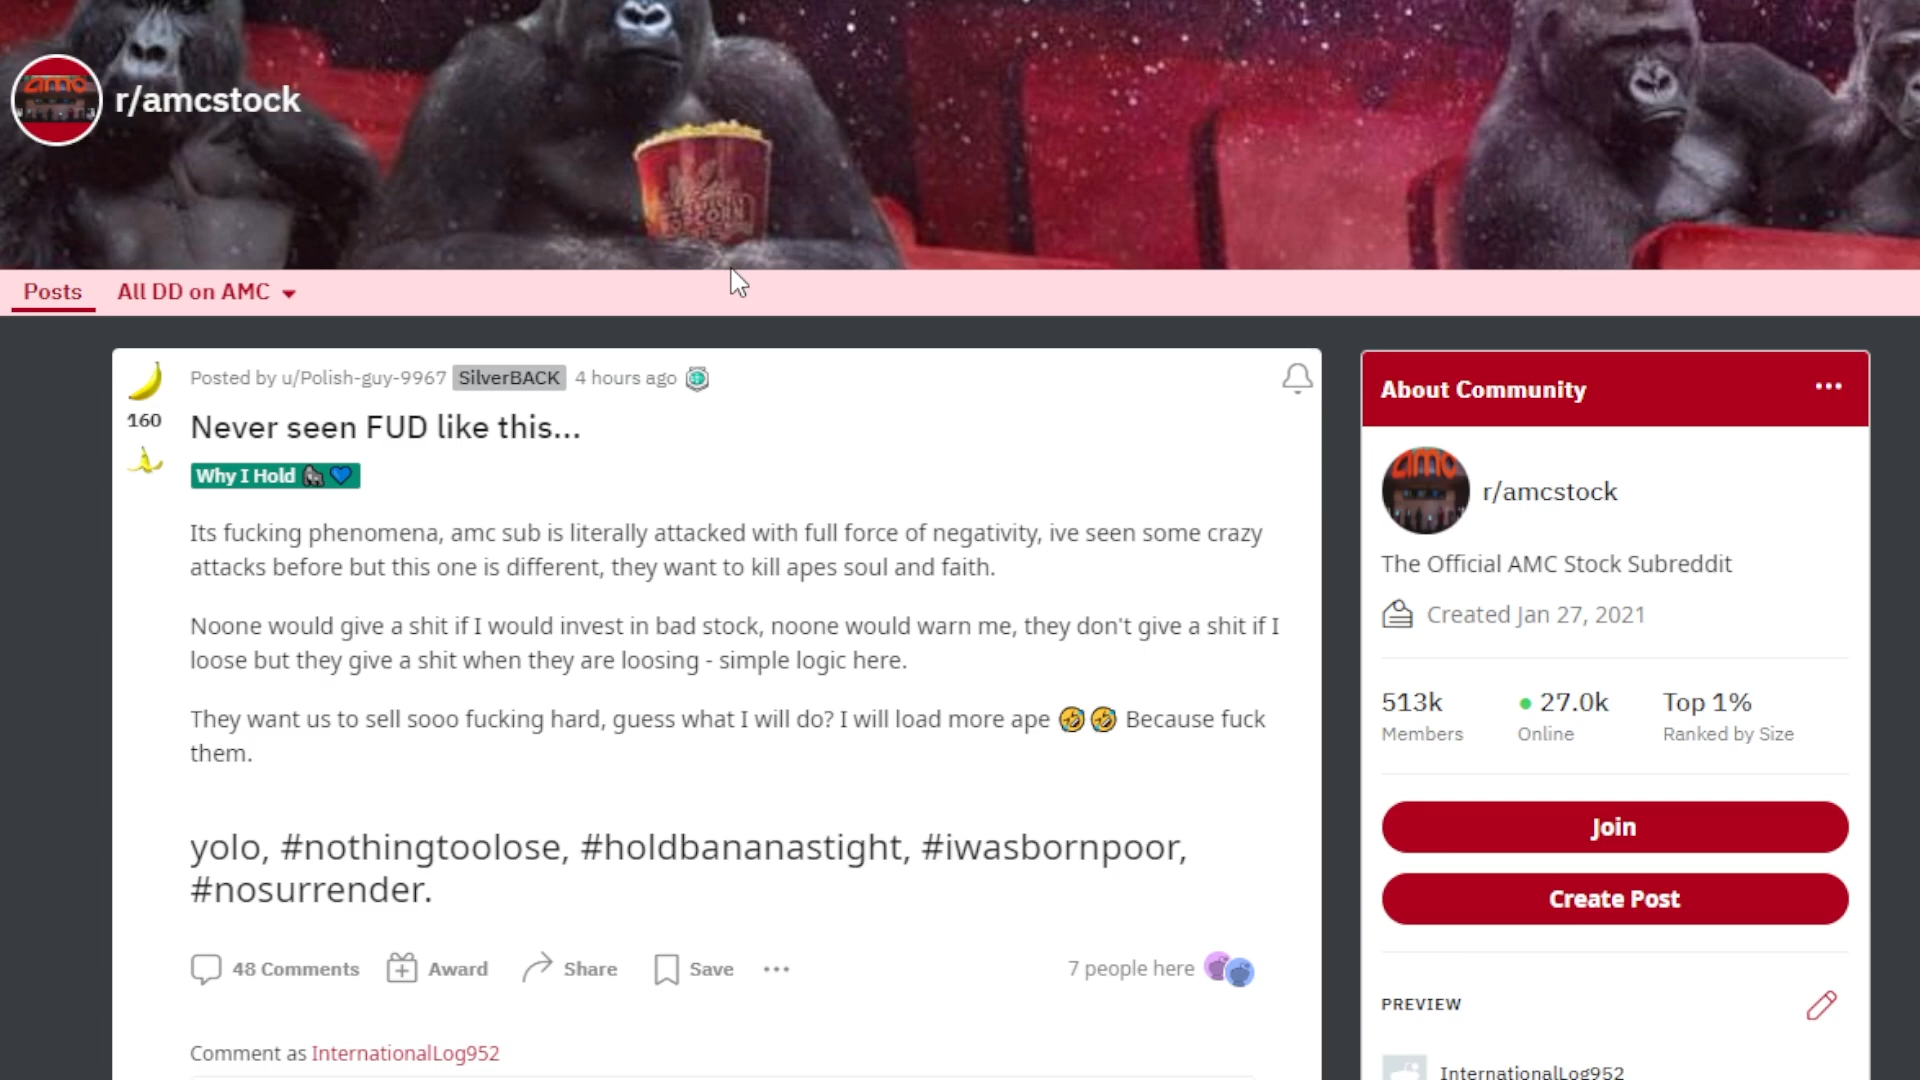 amc
r/amcstock
Posts
All DD on AMC
Posted by u/Polish-guy-9967 SilverBACK 4 hours ago
160
Never seen FUD like this...
Why I Hold 🦍💙
Its fucking phenomena, amc sub is literally attacked with full force of negativity, ive seen some crazy
attacks before but this one is different, they want to kill apes soul and faith.
Noone would give a shit if I would invest in bad stock, noone would warn me, they don't give a shit if I
loose but they give a shit when they are loosing - simple logic here.
They want us to sell sooo fucking hard, guess what I will do? I will load more ape 🤣🤣 Because fuck
them.
yolo, #nothingtoolose, #holdbananastight, #iwasbornpoor,
#nosurrender.
48 Comments
Award
Share
Save
7 people here
Comment as InternationalLog952
About Community
amc
r/amcstock
The Official AMC Stock Subreddit
Created Jan 27, 2021
513k 27.0k Top 1%
Members Online Ranked by Size
Join
Create Post
PREVIEW
InternationalLog952